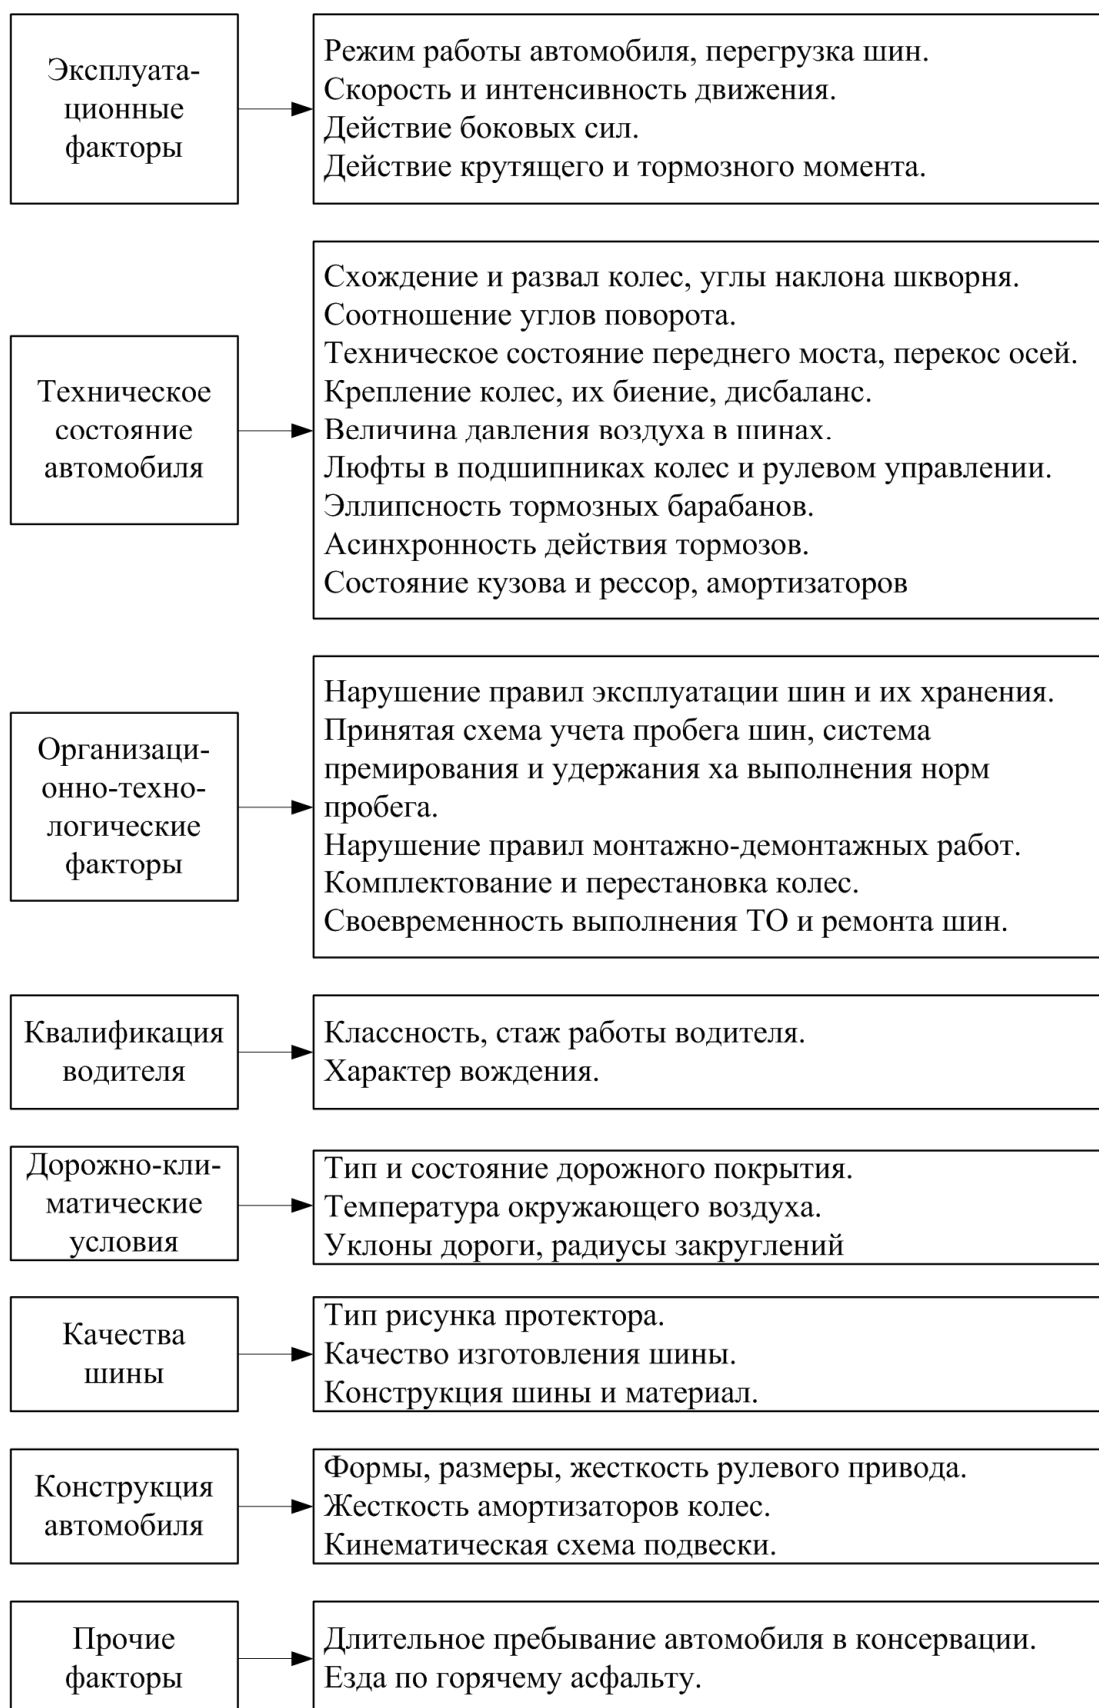 Эксплуата-
ционные
факторы
Режим работы автомобиля, перегрузка шин.
Скорость и интенсивность движения.
Действие боковых сил.
Действие крутящего и тормозного момента.
Техническое
состояние
автомобиля
Схождение и развал колес, углы наклона шкворня.
Соотношение углов поворота.
Техническое состояние переднего моста, перекос осей.
Крепление колес, их биение, дисбаланс.
Величина давления воздуха в шинах.
Люфты в подшипниках колес и рулевом управлении.
Эллипсность тормозных барабанов.
Асинхронность действия тормозов.
Состояние кузова и рессор, амортизаторов
Организаци-
онно-техно-
логические
факторы
Нарушение правил эксплуатации шин и их хранения.
Принятая схема учета пробега шин, система
премирования и удержания ха выполнения норм
пробега.
Нарушение правил монтажно-демонтажных работ.
Комплектование и перестановка колес.
Своевременность выполнения ТО и ремонта шин.
Квалификация
водителя
Классность, стаж работы водителя.
Характер вождения.
Дорожно-кли-
матические
условия
Тип и состояние дорожного покрытия.
Температура окружающего воздуха.
Уклоны дороги, радиусы закруглений
Качества
шины
Тип рисунка протектора.
Качество изготовления шины.
Конструкция шины и материал.
Конструкция
автомобиля
Формы, размеры, жесткость рулевого привода.
Жесткость амортизаторов колес.
Кинематическая схема подвески.
Прочие
факторы
Длительное пребывание автомобиля в консервации.
Езда по горячему асфальту.